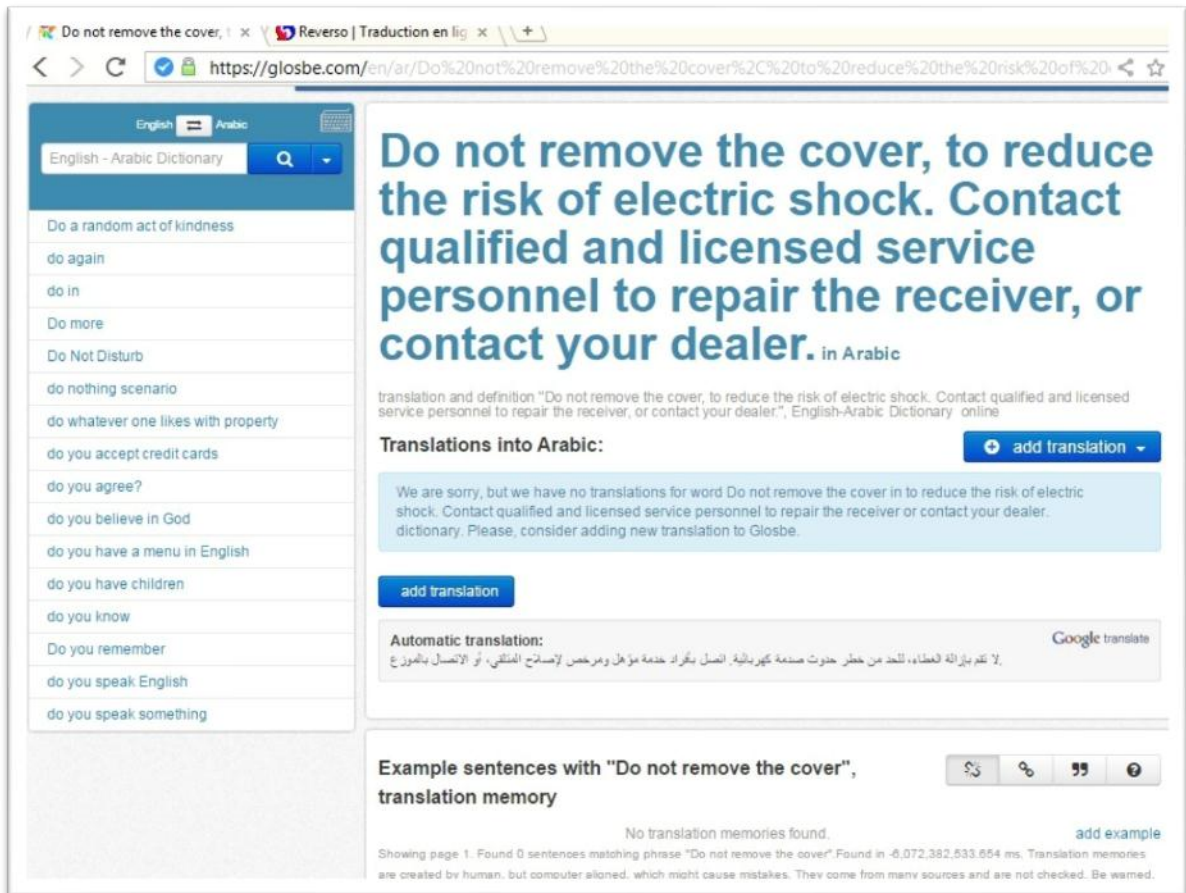 Do not remove the cover, t
Reverso | Traduction en lig
https://glosbe.com/en/ar/Do%20not%20remove%20the%20cover%2C%20to%20reduce%20the%20risk%20of%20
English Arabic
English - Arabic Dictionary
Do a random act of kindness
do again
do in
Do more
Do Not Disturb
do nothing scenario
do whatever one likes with property
do you accept credit cards
do you agree?
do you believe in God
do you have a menu in English
do you have children
do you know
Do you remember
do you speak English
do you speak something
Do not remove the cover, to reduce
the risk of electric shock. Contact
qualified and licensed service
personnel to repair the receiver, or
contact your dealer. in Arabic
translation and definition "Do not remove the cover, to reduce the risk of electric shock. Contact qualified and licensed
service personnel to repair the receiver, or contact your dealer.", English-Arabic Dictionary online
Translations into Arabic:
add translation
We are sorry, but we have no translations for word Do not remove the cover in to reduce the risk of electric
shock. Contact qualified and licensed service personnel to repair the receiver or contact your dealer.
dictionary. Please, consider adding new translation to Glosbe.
add translation
Automatic translation:
Google translate
لا تقم بإزالة الغطاء، للحد من خطر حدوث صدمة كهربائية. اتصل بأفراد خدمة مؤهل ومرخص لإصلاح المتلقي، أو الاتصال بالموزع.
Example sentences with "Do not remove the cover",
translation memory
No translation memories found.
add example
Showing page 1. Found 0 sentences matching phrase "Do not remove the cover".Found in -6,072,382,533.654 ms. Translation memories
are created by human, but computer aligned, which might cause mistakes. They come from many sources and are not checked. Be warned.